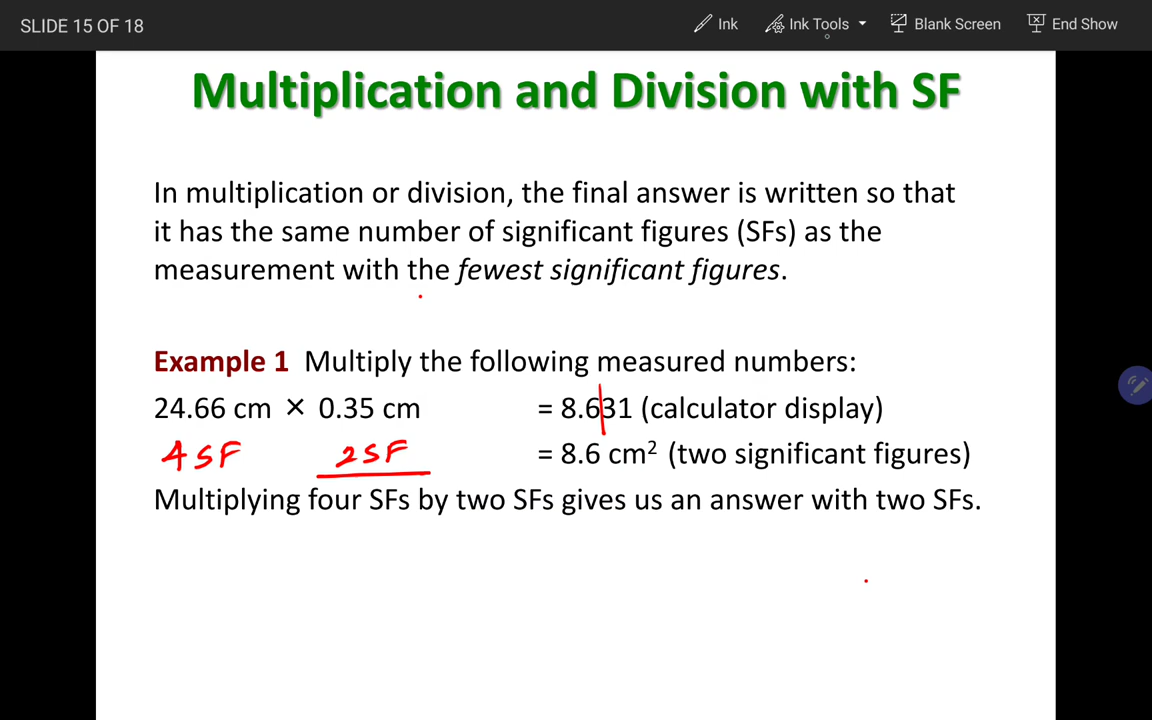 SLIDE 15 OF 18 Ink Ink Tools Blank Screen End Show
Multiplication and Division with SF
In multiplication or division, the final answer is written so that
it has the same number of significant figures (SFs) as the
measurement with the fewest significant figures.
Example 1 Multiply the following measured numbers:
24.66 cm × 0.35 cm = 8.631 (calculator display)
4 SF 2 SF = 8.6 cm² (two significant figures)
Multiplying four SFs by two SFs gives us an answer with two SFs.